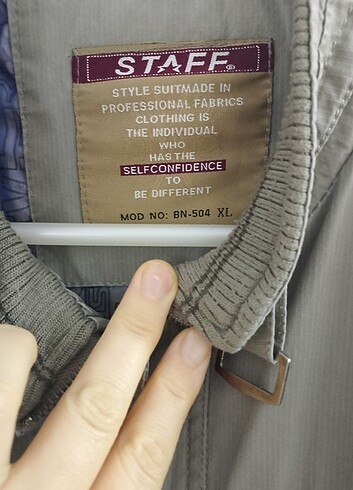 STAFF®
STYLE SUITMADE IN
PROFESSIONAL FABRICS
CLOTHING IS
THE INDIVIDUAL
WHO
HAS THE
SELFCONFIDENCE
TO
BE DIFFERENT
MOD NO: BN-504 XL